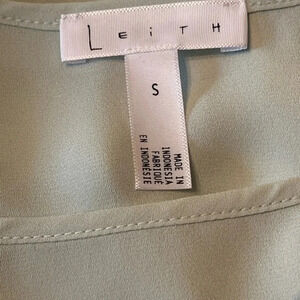 LEiTH
S
MADE IN
INDONESIA
FABRIQUÉ
EN INDONÉSIE